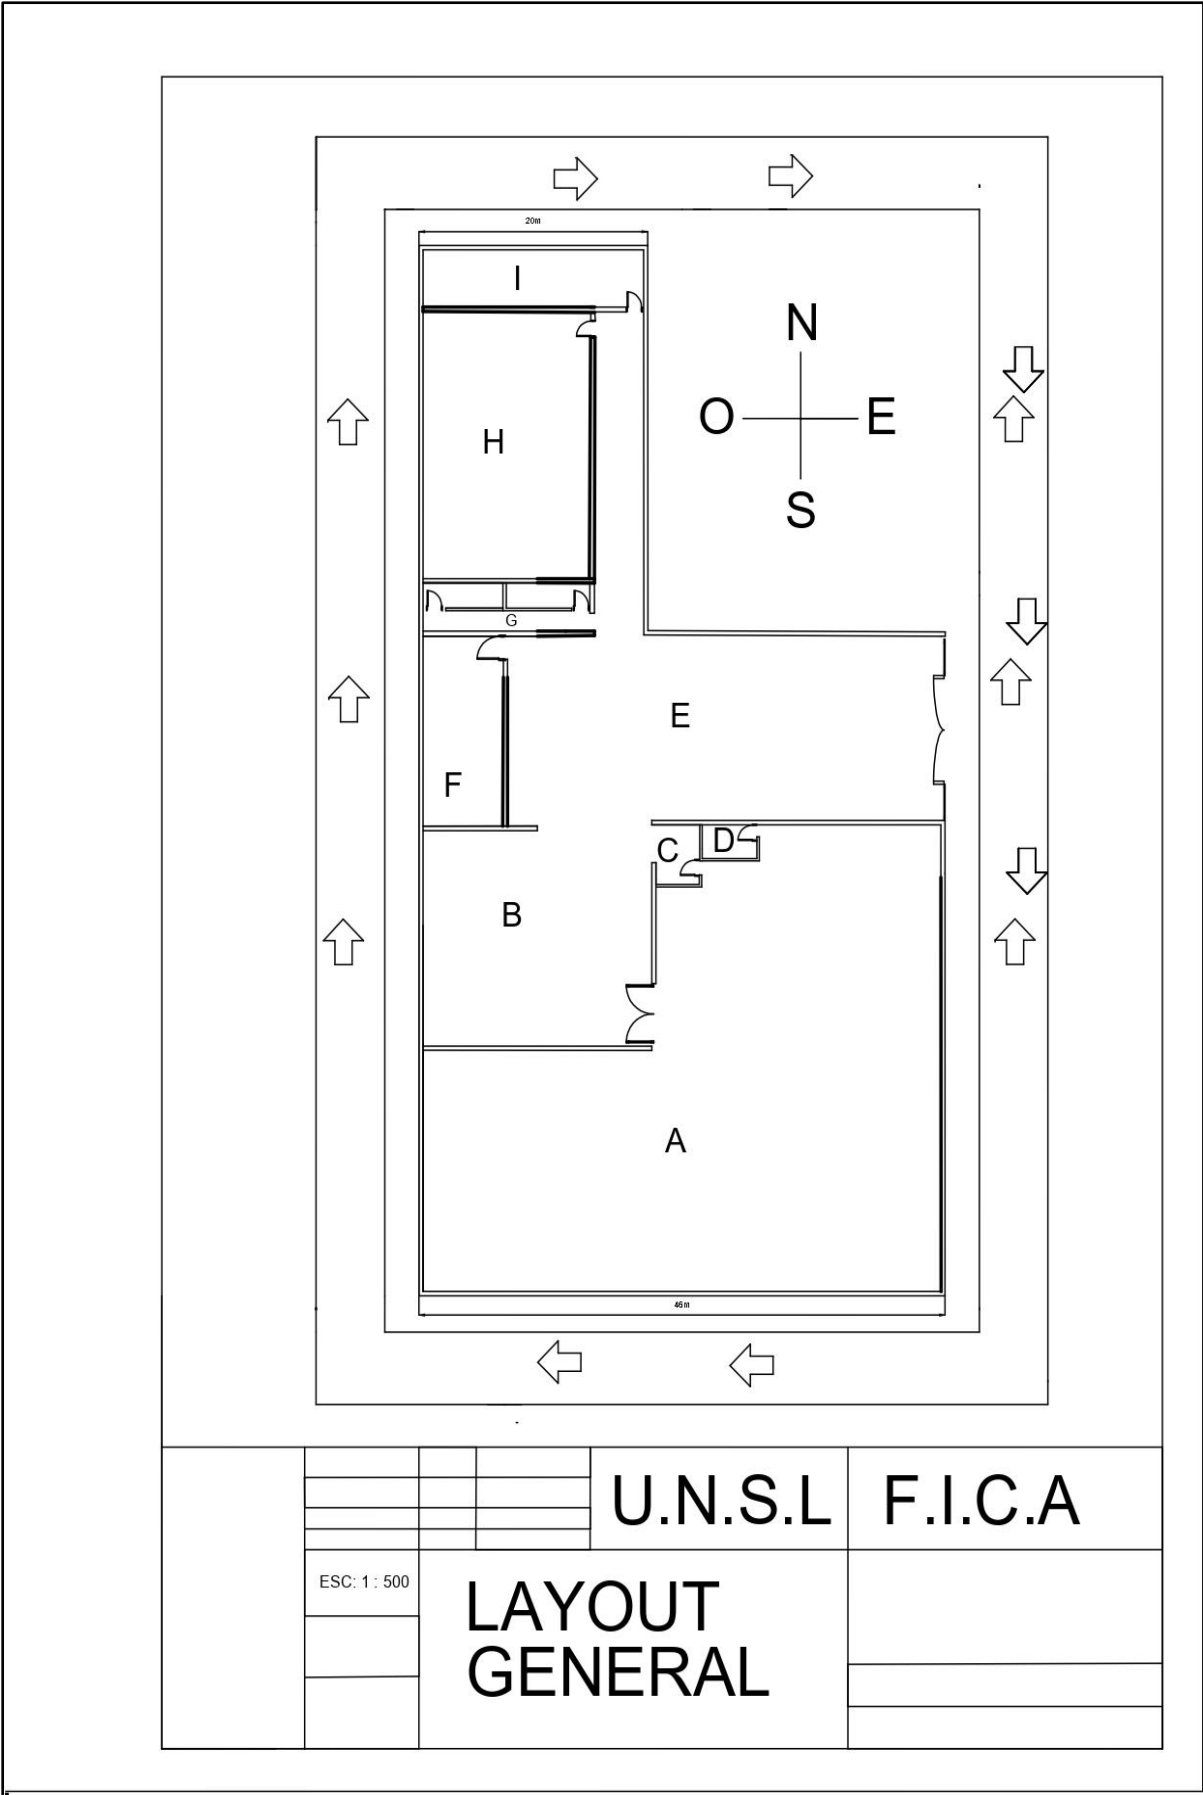 20m
I
N
O E
H
S
G
E
F
C D
B
A
46m
U.N.S.L F.I.C.A
ESC: 1 : 500
LAYOUT
GENERAL